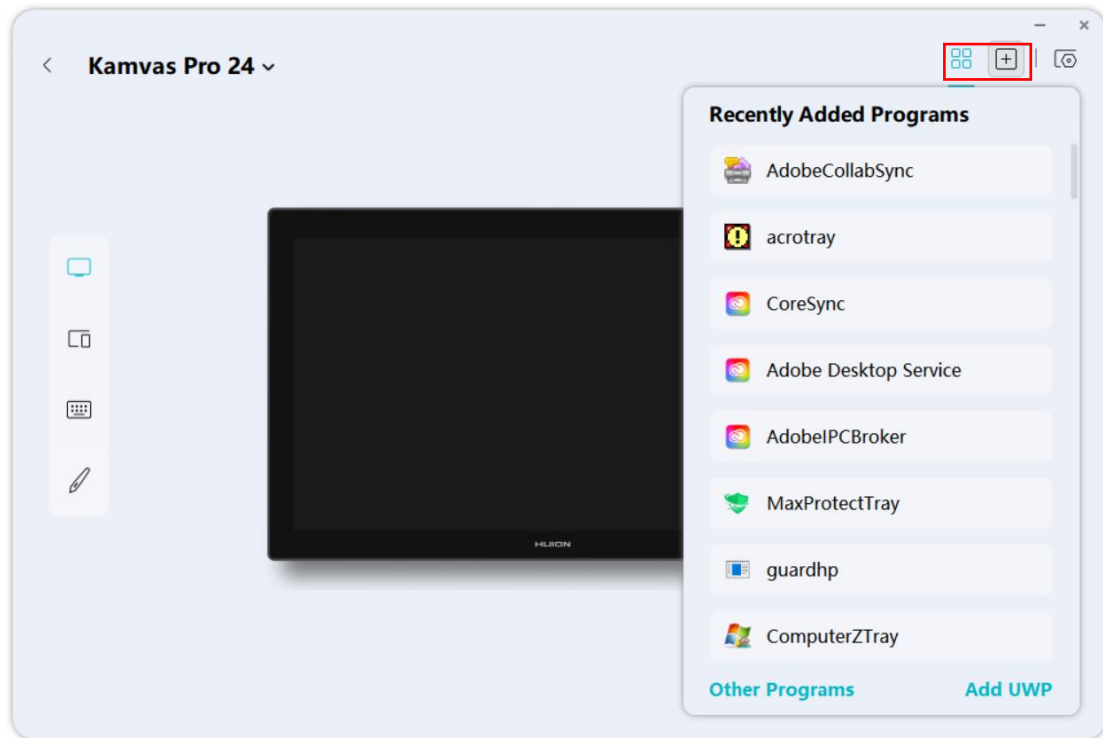 Kamvas Pro 24
Recently Added Programs
AdobeCollabSync
acrotray
CoreSync
Adobe Desktop Service
AdobeIPCBroker
MaxProtectTray
guardhp
ComputerZTray
Other Programs Add UWP
HUION